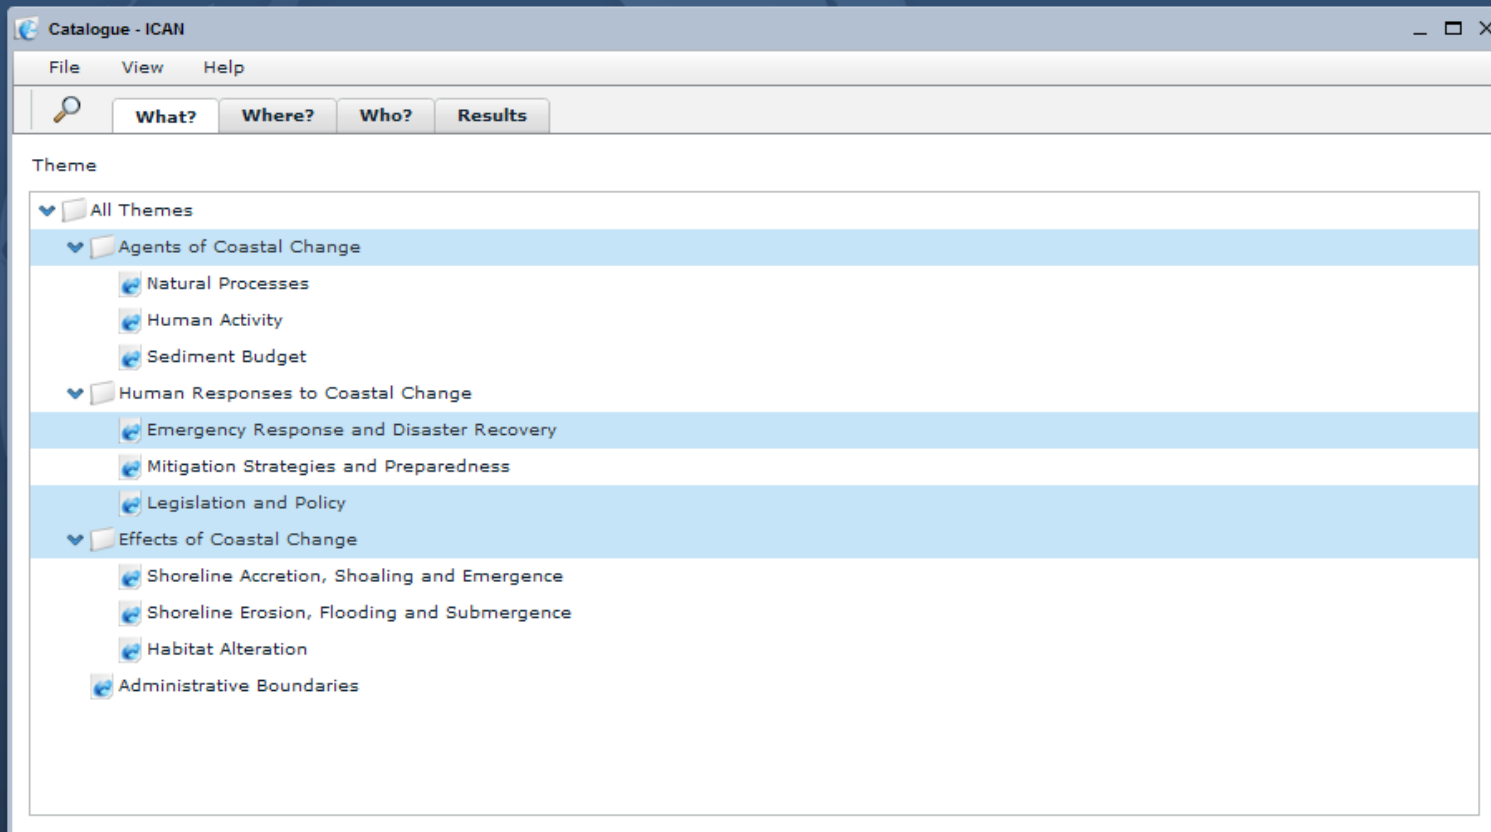 Catalogue - ICAN
File View Help
What? Where? Who? Results
Theme
All Themes
Agents of Coastal Change
Natural Processes
Human Activity
Sediment Budget
Human Responses to Coastal Change
Emergency Response and Disaster Recovery
Mitigation Strategies and Preparedness
Legislation and Policy
Effects of Coastal Change
Shoreline Accretion, Shoaling and Emergence
Shoreline Erosion, Flooding and Submergence
Habitat Alteration
Administrative Boundaries